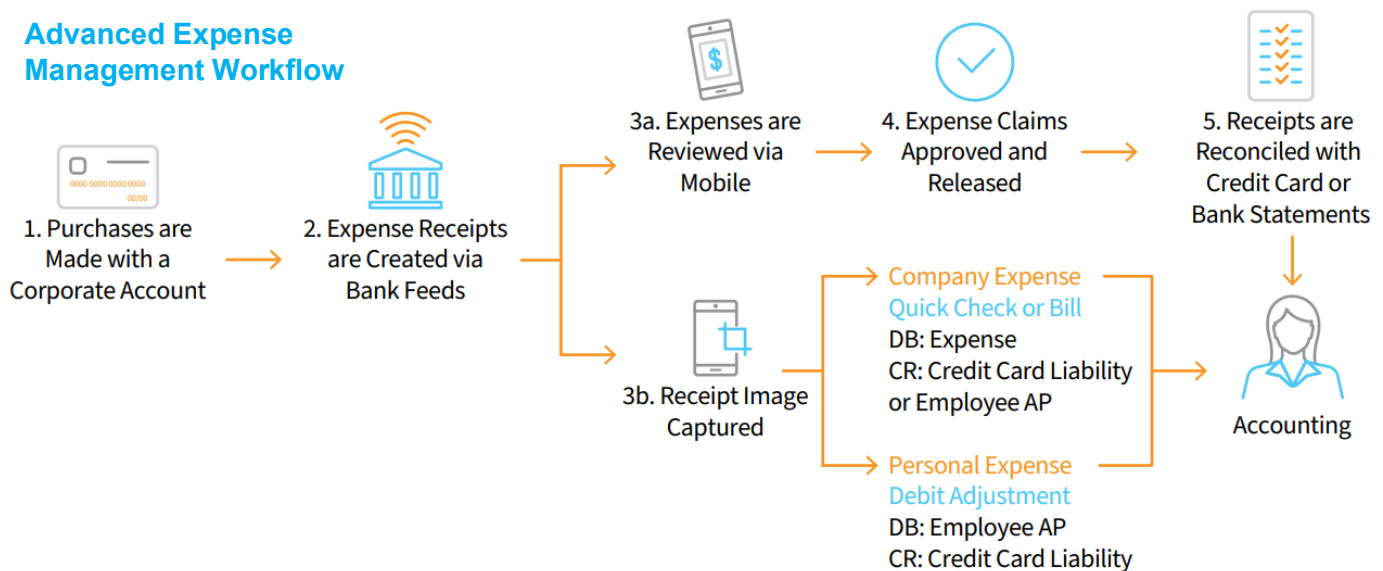 Advanced Expense
Management Workflow
0000 0000 0000 0000
00/00
1. Purchases are
Made with a
Corporate Account
2. Expense Receipts
are Created via
Bank Feeds
$
3a. Expenses are
Reviewed via
Mobile
4. Expense Claims
Approved and
Released
5. Receipts are
Reconciled with
Credit Card or
Bank Statements
3b. Receipt Image
Captured
Company Expense
Quick Check or Bill
DB: Expense
CR: Credit Card Liability
or Employee AP
Personal Expense
Debit Adjustment
DB: Employee AP
CR: Credit Card Liability
Accounting